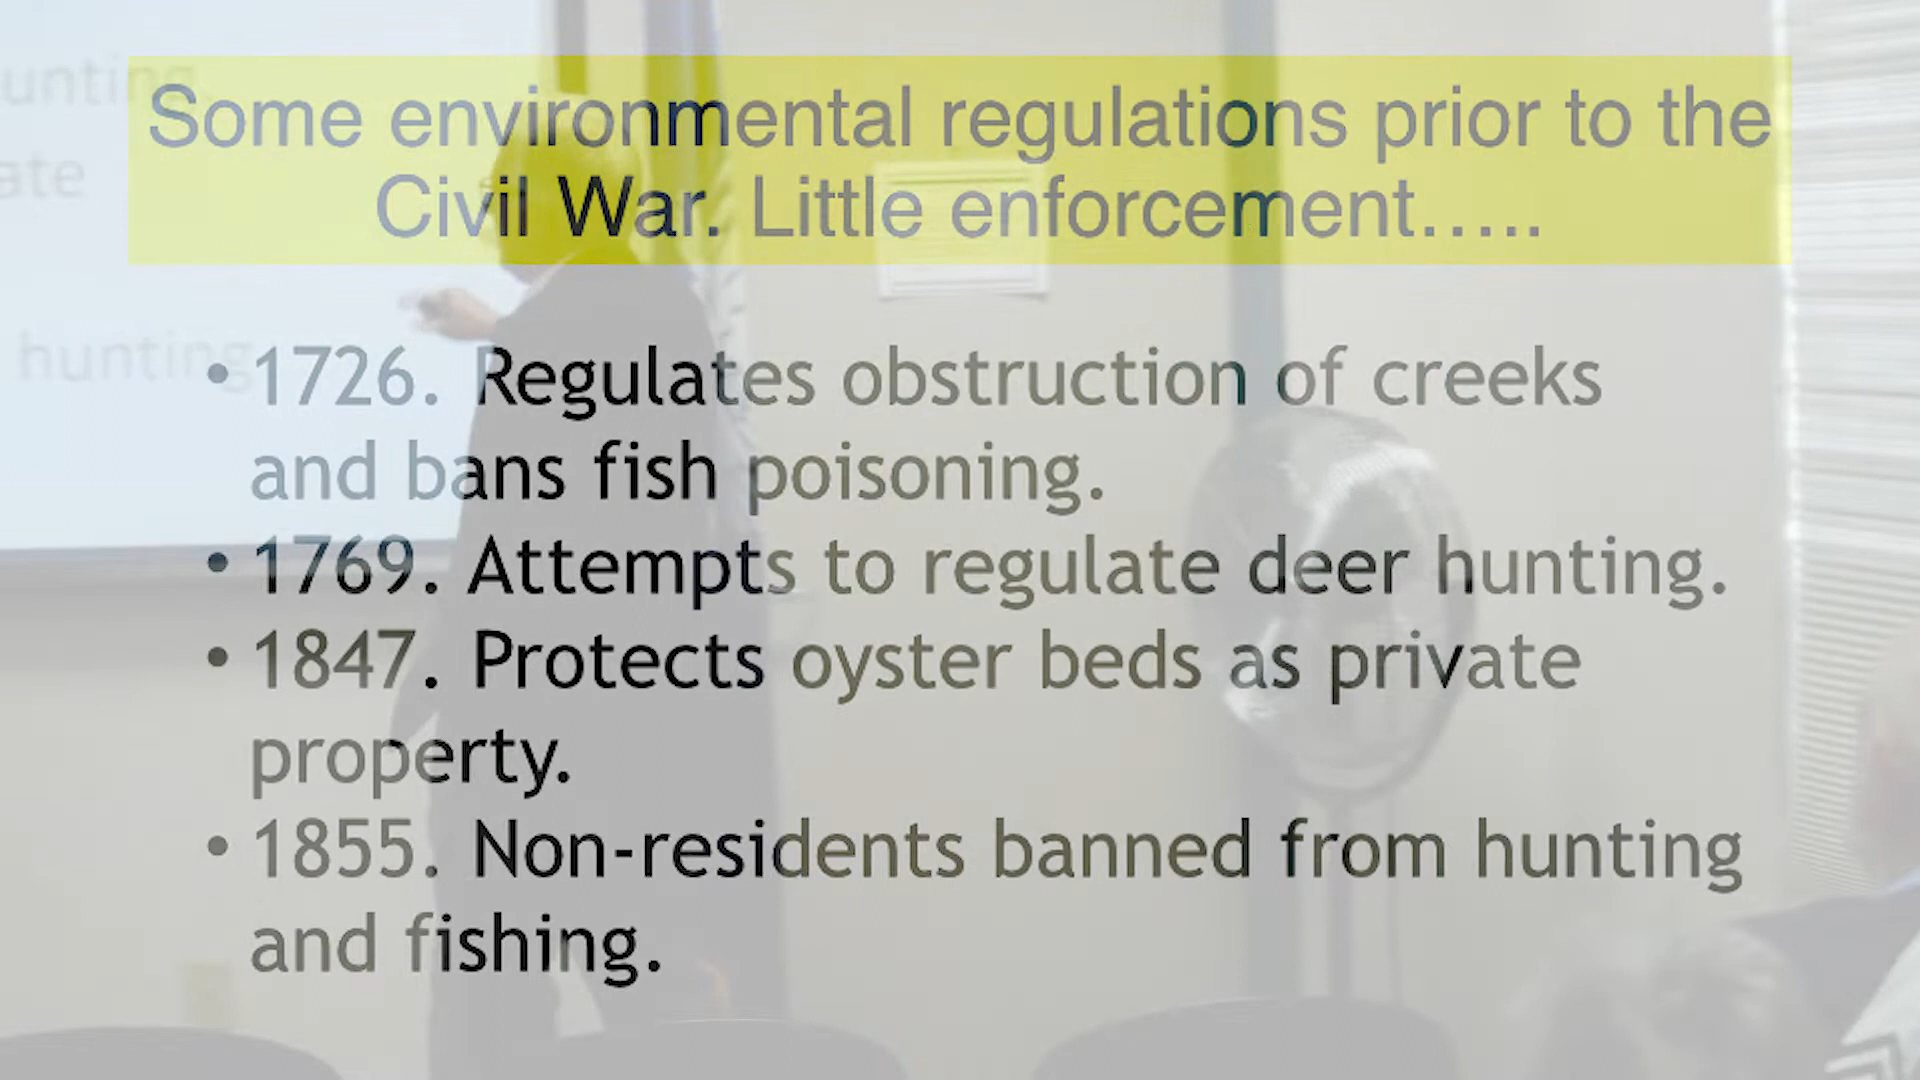 Some environmental regulations prior to the
Civil War. Little enforcement.....
• 1726. Regulates obstruction of creeks
and bans fish poisoning.
• 1769. Attempts to regulate deer hunting.
• 1847. Protects oyster beds as private
property.
• 1855. Non-residents banned from hunting
and fishing.
hunting